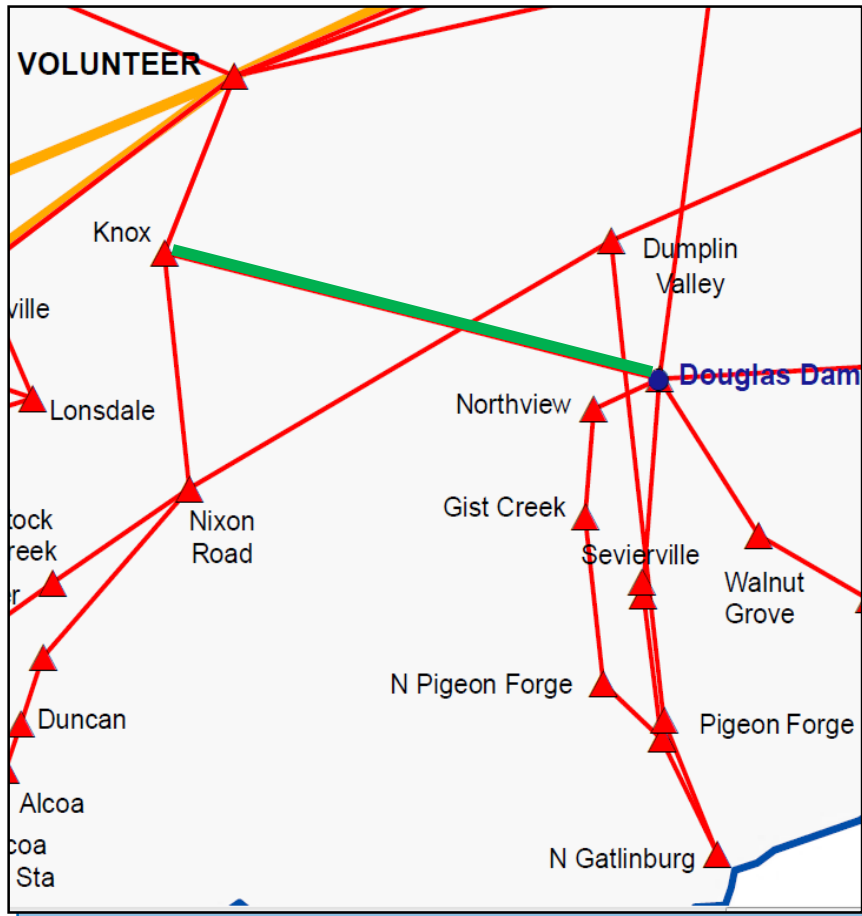 VOLUNTEER
Knox
Dumplin
Valley
ville
Douglas Dam
Lonsdale
Northview
Gist Creek
Nixon
Road
tock
reek
er
Sevierville
Walnut
Grove
N Pigeon Forge
Pigeon Forge
Duncan
Alcoa
coa
Sta
N Gatlinburg